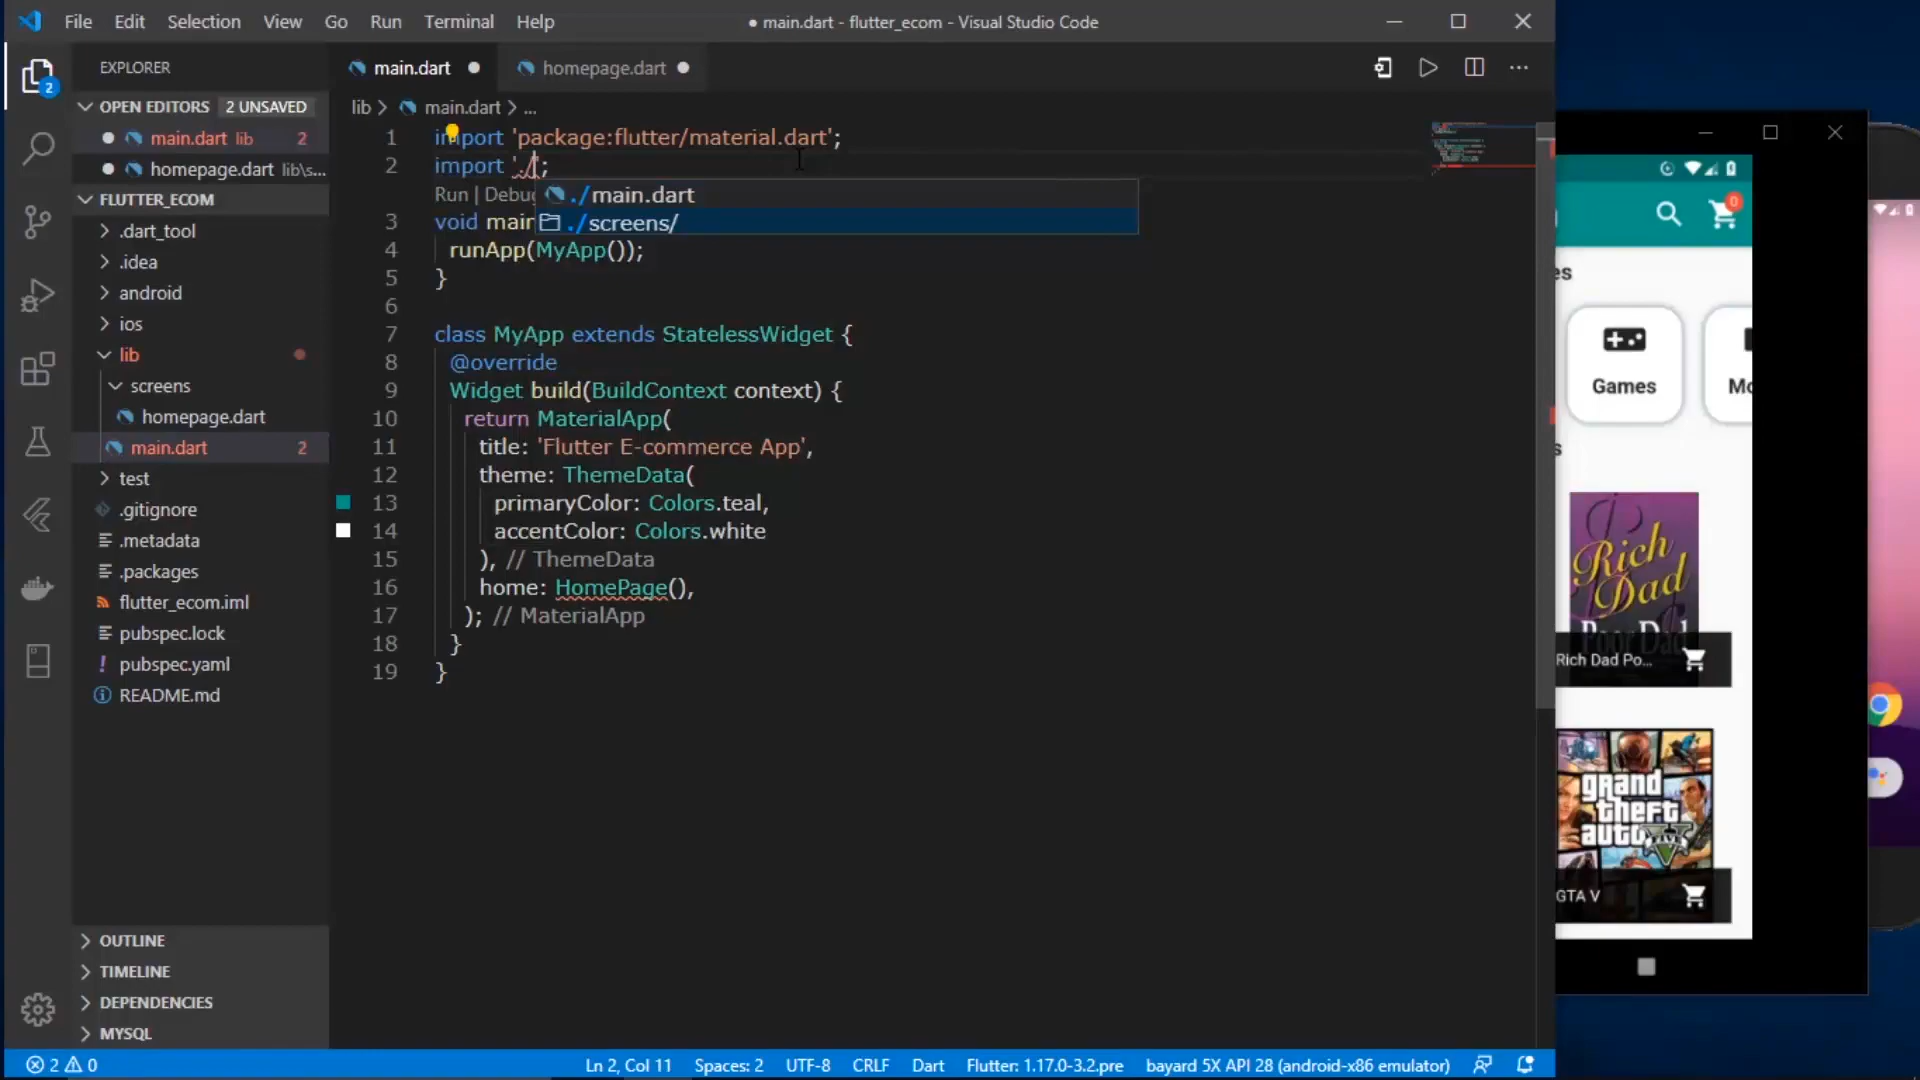 File Edit Selection View Go Run Terminal Help
● main.dart - flutter_ecom - Visual Studio Code
EXPLORER
OPEN EDITORS 2 UNSAVED
main.dart lib 2
homepage.dart lib\s...
FLUTTER_ECOM
.dart_tool
.idea
android
ios
lib
screens
homepage.dart
main.dart 2
test
.gitignore
.metadata
.packages
flutter_ecom.iml
pubspec.lock
pubspec.yaml
README.md
OUTLINE
TIMELINE
DEPENDENCIES
MYSQL
2
main.dart
homepage.dart
lib > main.dart > ...
1 import 'package:flutter/material.dart';
2 import './';
Run | Debug
./main.dart
./screens/
3 void main
4 runApp(MyApp());
5 }
6
7 class MyApp extends StatelessWidget {
8 @override
9 Widget build(BuildContext context) {
10 return MaterialApp(
11 title: 'Flutter E-commerce App',
12 theme: ThemeData(
13 primaryColor: Colors.teal,
14 accentColor: Colors.white
15 ), // ThemeData
16 home: HomePage(),
17 ); // MaterialApp
18 }
19 }
0
es
Games
Mo
s
Rich
Dad
Poor Dad
Rich Dad Po...
grand
theft
auto
V
FIVE
GTA V
2 0
Ln 2, Col 11 Spaces: 2 UTF-8 CRLF Dart Flutter: 1.17.0-3.2.pre bayard 5X API 28 (android-x86 emulator)